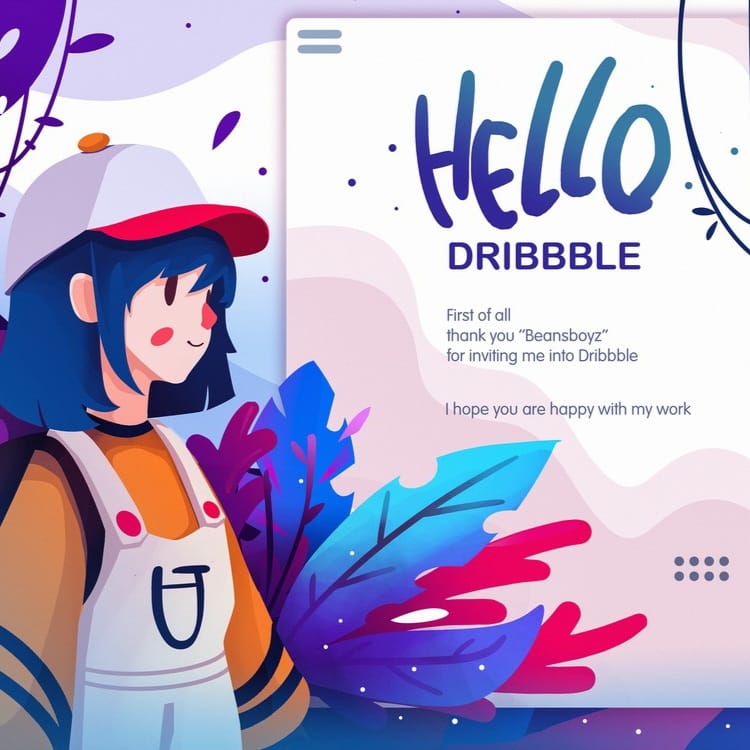 HELLO
DRIBBBLE
First of all
thank you “Beansboyz”
for inviting me into Dribbble
I hope you are happy with my work